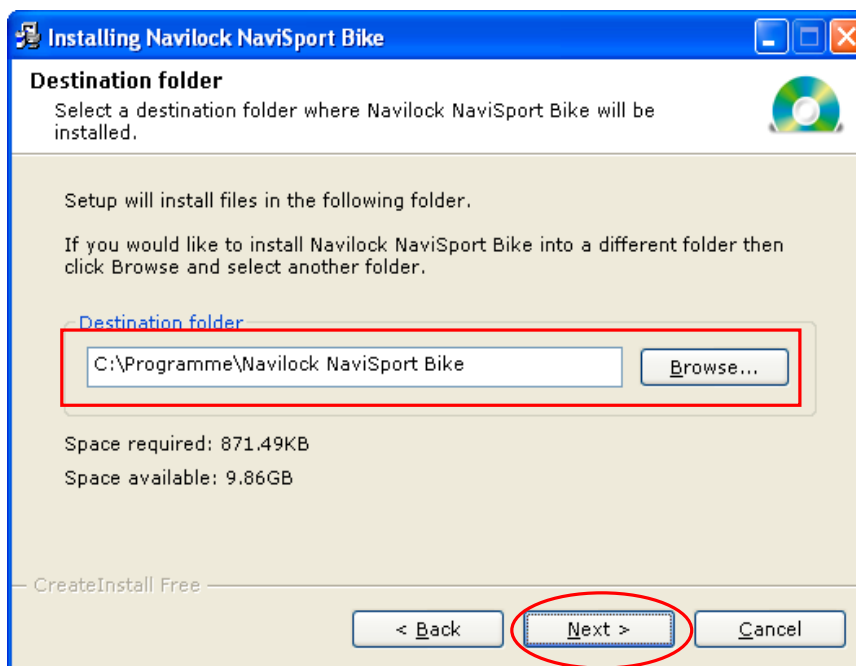 Installing Navilock NaviSport Bike
Destination folder
Select a destination folder where Navilock NaviSport Bike will be
installed.
Setup will install files in the following folder.
If you would like to install Navilock NaviSport Bike into a different folder then
click Browse and select another folder.
Destination folder
C:\Programme\Navilock NaviSport Bike
Browse...
Space required: 871.49KB
Space available: 9.86GB
CreateInstall Free
< Back
Next >
Cancel